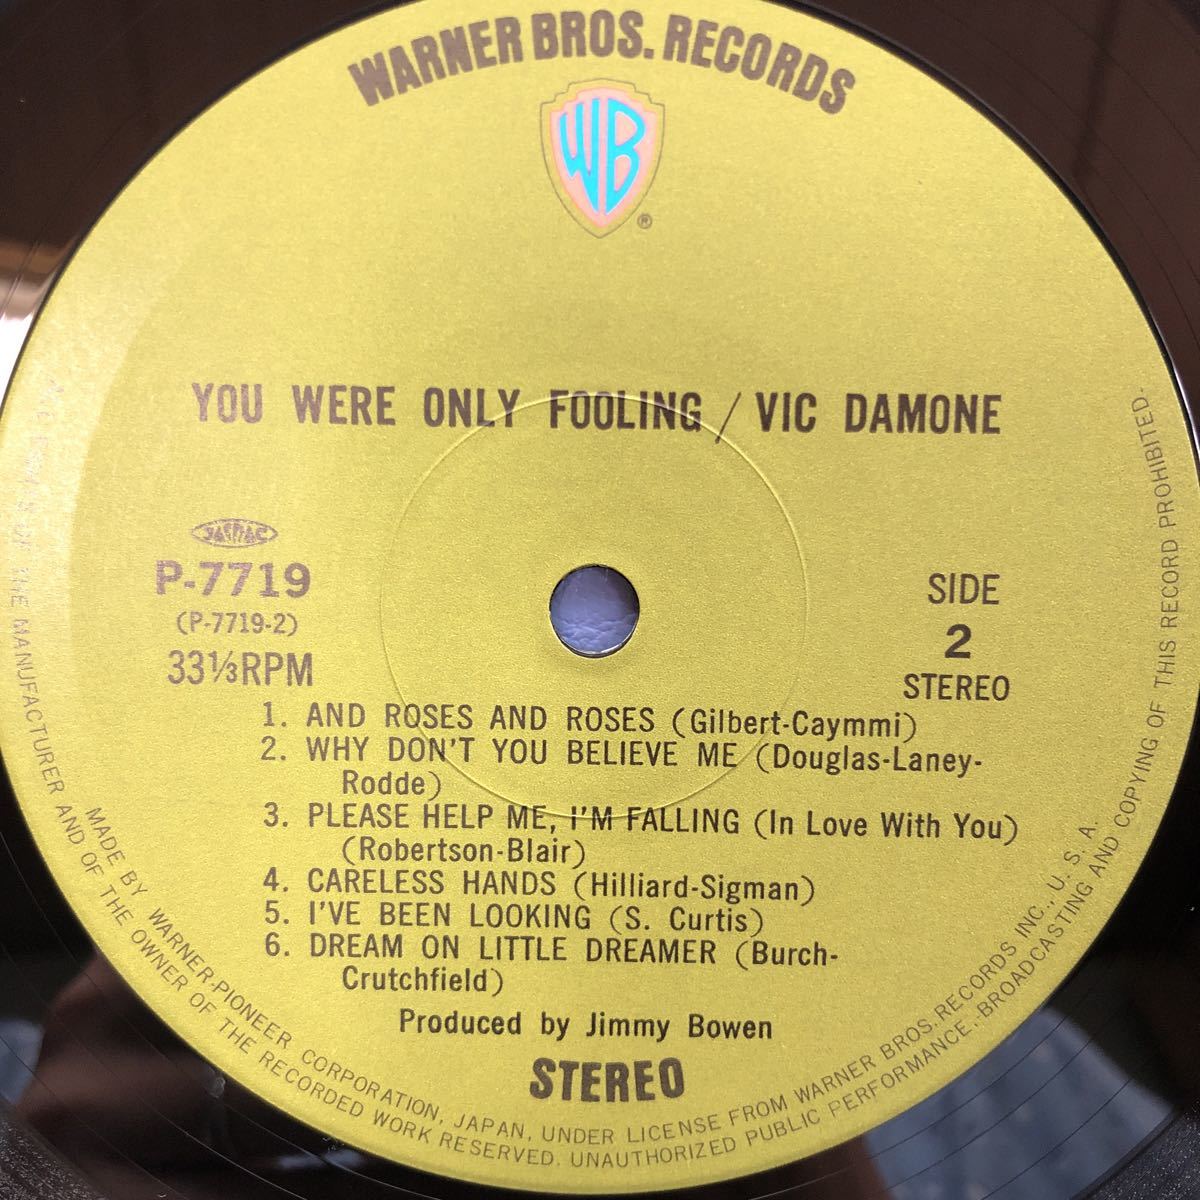 WARNER BROS. RECORDS
WB
®
YOU WERE ONLY FOOLING / VIC DAMONE
JASRAC
P-7719
(P-7719-2)
33⅓RPM
SIDE
2
STEREO
1. AND ROSES AND ROSES (Gilbert-Caymmi)
2. WHY DON'T YOU BELIEVE ME (Douglas-Laney-
Rodde)
3. PLEASE HELP ME, I'M FALLING (In Love With You)
(Robertson-Blair)
4. CARELESS HANDS (Hilliard-Sigman)
5. I'VE BEEN LOOKING (S. Curtis)
6. DREAM ON LITTLE DREAMER (Burch-
Crutchfield)
Produced by Jimmy Bowen
STEREO
MADE BY WARNER-PIONEER CORPORATION, JAPAN, UNDER LICENSE FROM WARNER BROS. RECORDS INC., U. S. A.
OF THE MANUFACTURER AND OF THE OWNER OF THE RECORDED WORK RESERVED. UNAUTHORIZED PUBLIC PERFORMANCE, BROADCASTING AND COPYING OF THIS RECORD PROHIBITED.